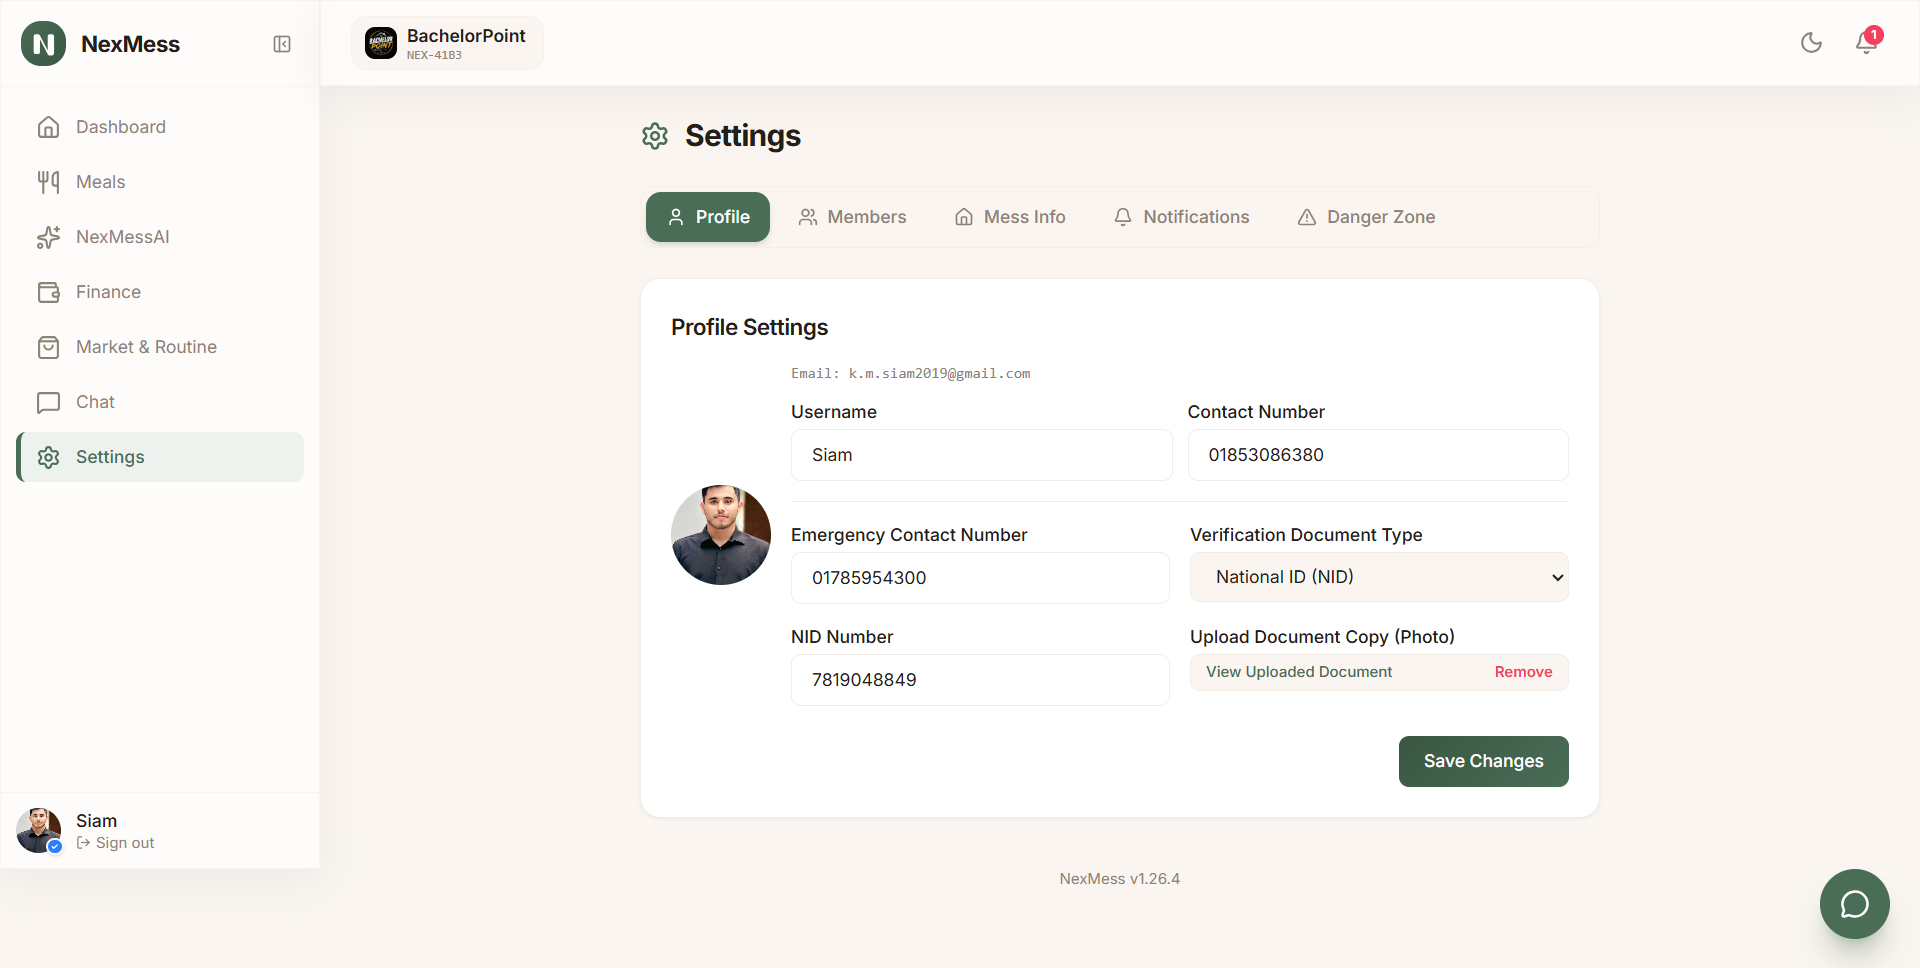 N NexMess
BachelorPoint
NEX-41B3
1
Dashboard
Meals
NexMessAI
Finance
Market & Routine
Chat
Settings
Siam
Sign out
Settings
Profile
Members
Mess Info
Notifications
Danger Zone
Profile Settings
Email: k.m.siam2019@gmail.com
Username
Contact Number
Siam
01853086380
Emergency Contact Number
Verification Document Type
01785954300
National ID (NID)
NID Number
Upload Document Copy (Photo)
7819048849
View Uploaded Document
Remove
Save Changes
NexMess v1.26.4
BACHELOR
POINT